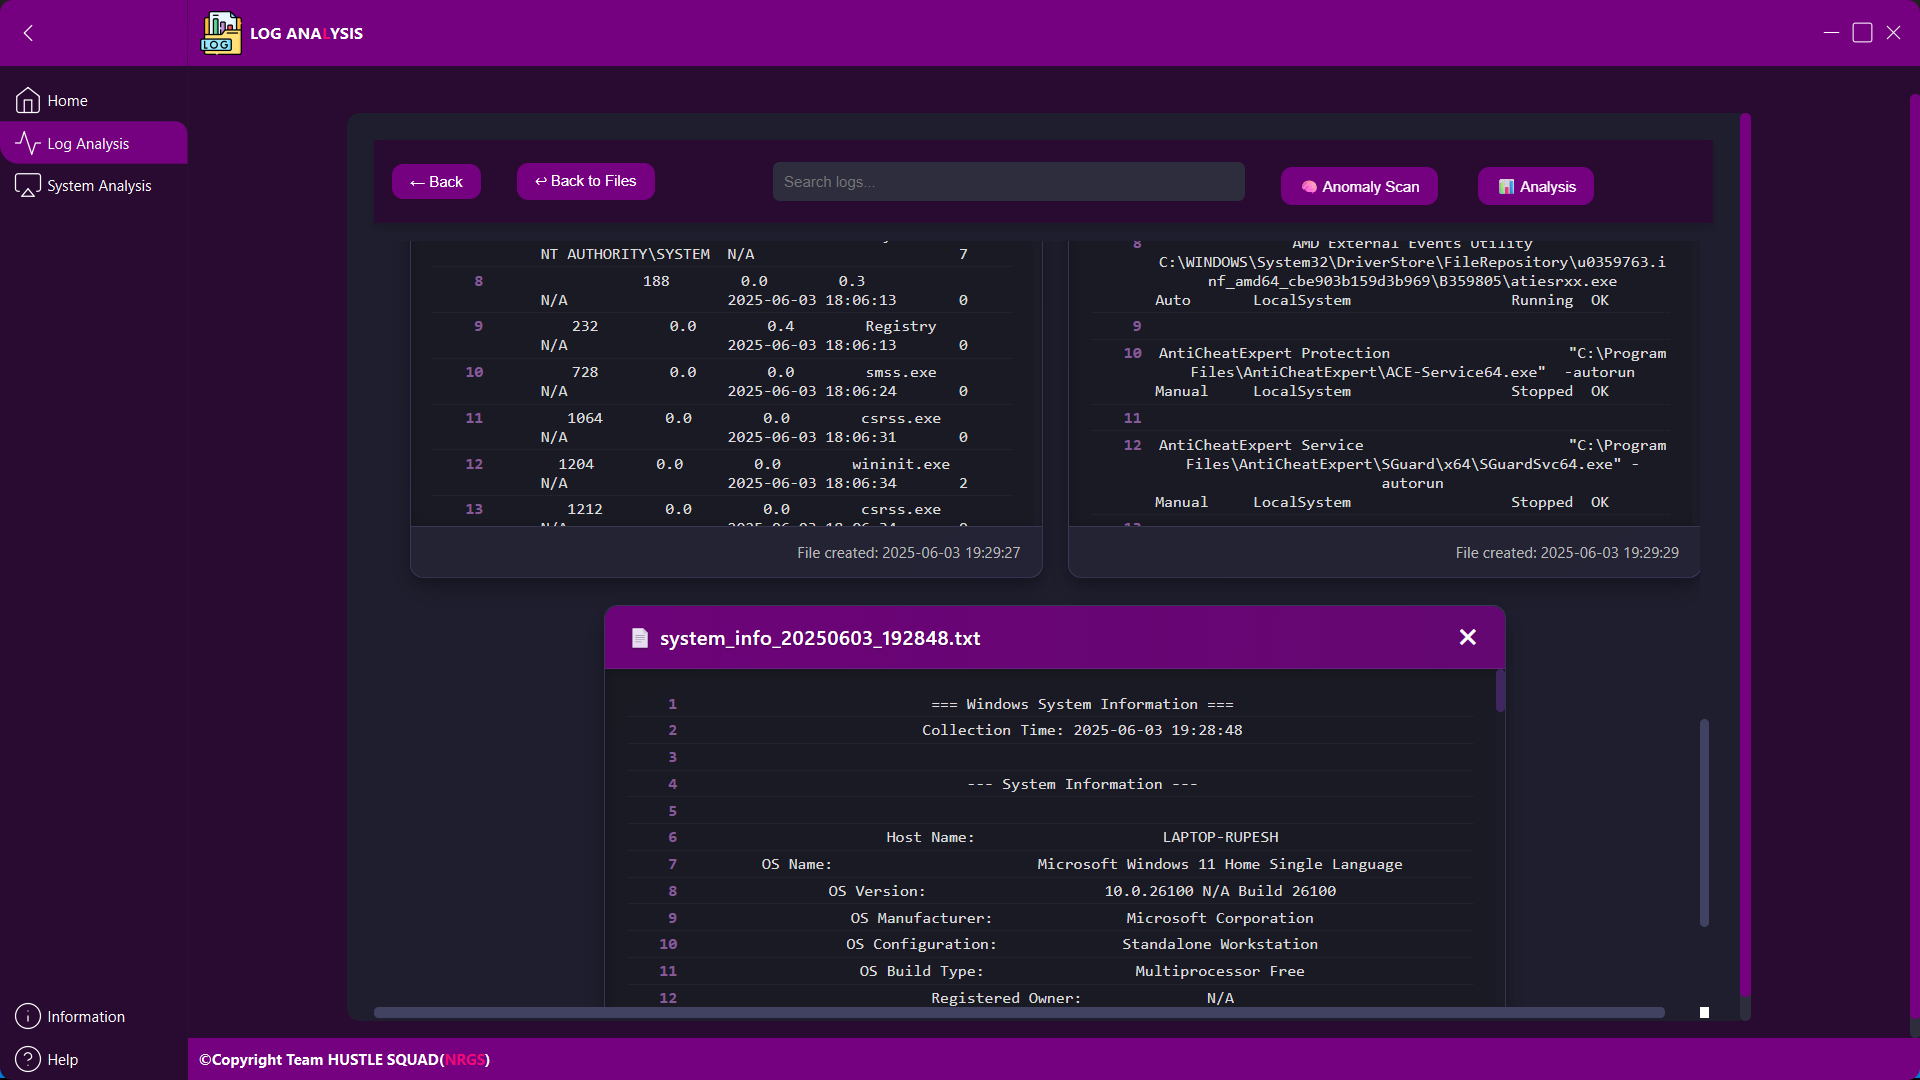 LOG ANALYSIS
Home
Log Analysis
System Analysis
← Back
↩ Back to Files
Search logs...
Anomaly Scan
Analysis
NT AUTHORITY\SYSTEM N/A 7
8 188 0.0 0.3
N/A 2025-06-03 18:06:13 0
9 232 0.0 0.4 Registry
N/A 2025-06-03 18:06:13 0
10 728 0.0 0.0 smss.exe
N/A 2025-06-03 18:06:24 0
11 1064 0.0 0.0 csrss.exe
N/A 2025-06-03 18:06:31 0
12 1204 0.0 0.0 wininit.exe
N/A 2025-06-03 18:06:34 2
13 1212 0.0 0.0 csrss.exe
N/A 2025-06-03 18:06:34 0
File created: 2025-06-03 19:29:27
8 AMD External Events Utility
C:\WINDOWS\System32\DriverStore\FileRepository\u0359763.i
nf_amd64_cbe903b159d3b969\B359805\atiesrxx.exe
Auto LocalSystem Running OK
9
10 AntiCheatExpert Protection "C:\Program
Files\AntiCheatExpert\ACE-Service64.exe" -autorun
Manual LocalSystem Stopped OK
11
12 AntiCheatExpert Service "C:\Program
Files\AntiCheatExpert\SGuard\x64\SGuardSvc64.exe" -
autorun
Manual LocalSystem Stopped OK
13
File created: 2025-06-03 19:29:29
system_info_20250603_192848.txt
1 === Windows System Information ===
2 Collection Time: 2025-06-03 19:28:48
3
4 --- System Information ---
5
6 Host Name: LAPTOP-RUPESH
7 OS Name: Microsoft Windows 11 Home Single Language
8 OS Version: 10.0.26100 N/A Build 26100
9 OS Manufacturer: Microsoft Corporation
10 OS Configuration: Standalone Workstation
11 OS Build Type: Multiprocessor Free
12 Registered Owner: N/A
Information
Help
©Copyright Team HUSTLE SQUAD(NRGS)
LOG